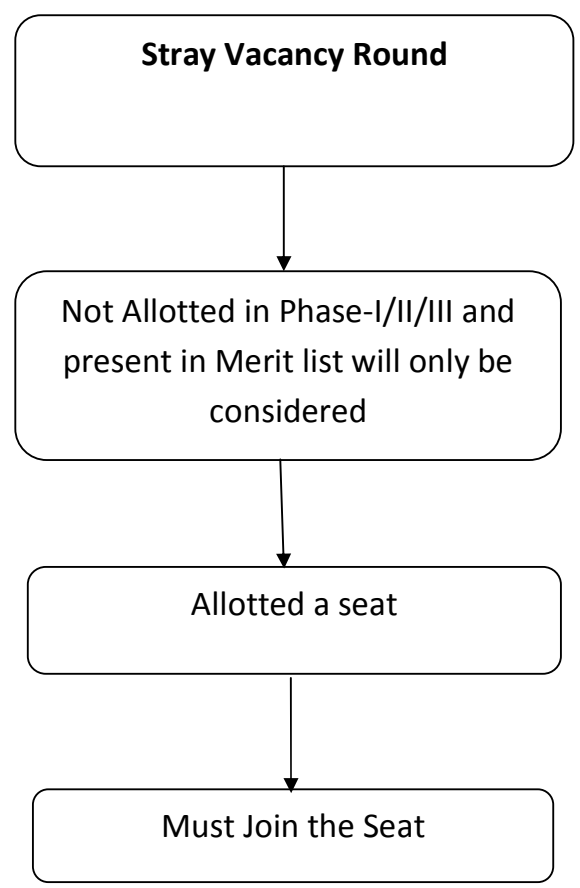 Stray Vacancy Round
Not Allotted in Phase-I/II/III and
present in Merit list will only be
considered
Allotted a seat
Must Join the Seat